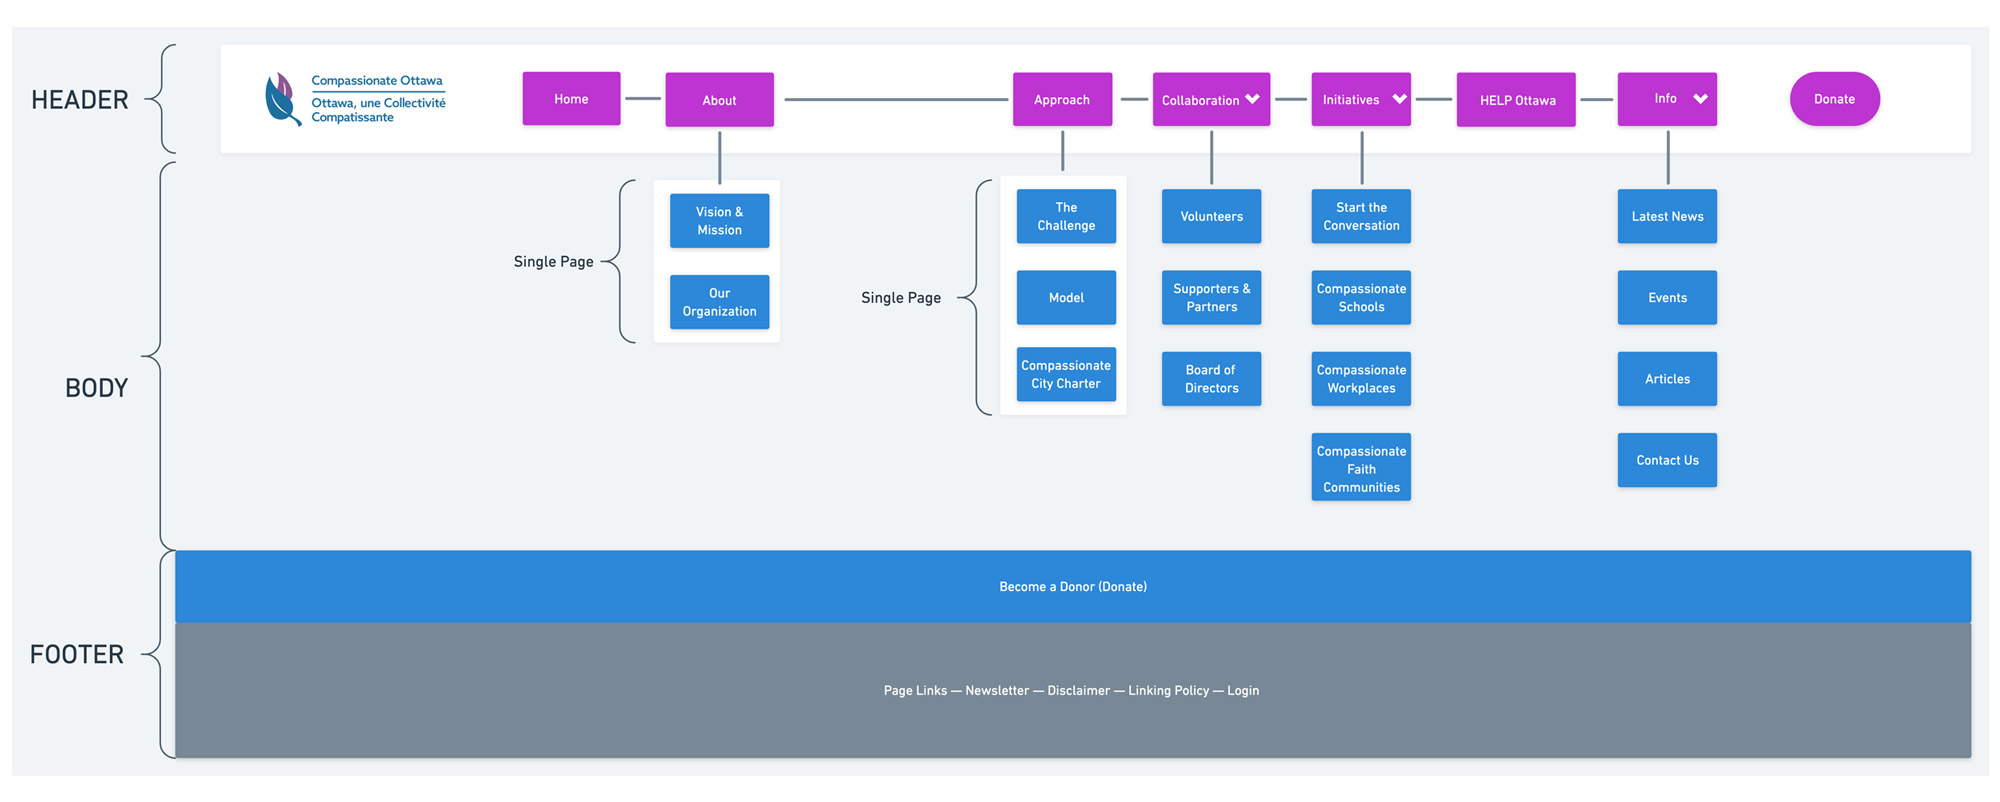 HEADER
Compassionate Ottawa
Ottawa, une Collectivité
Compatissante
Home
About
Approach
Collaboration
Initiatives
HELP Ottawa
Info
Donate
BODY
Single Page
Vision &
Mission
Our
Organization
Single Page
The
Challenge
Model
Compassionate
City Charter
Volunteers
Supporters &
Partners
Board of
Directors
Start the
Conversation
Compassionate
Schools
Compassionate
Workplaces
Compassionate
Faith
Communities
Latest News
Events
Articles
Contact Us
FOOTER
Become a Donor (Donate)
Page Links — Newsletter — Disclaimer — Linking Policy — Login